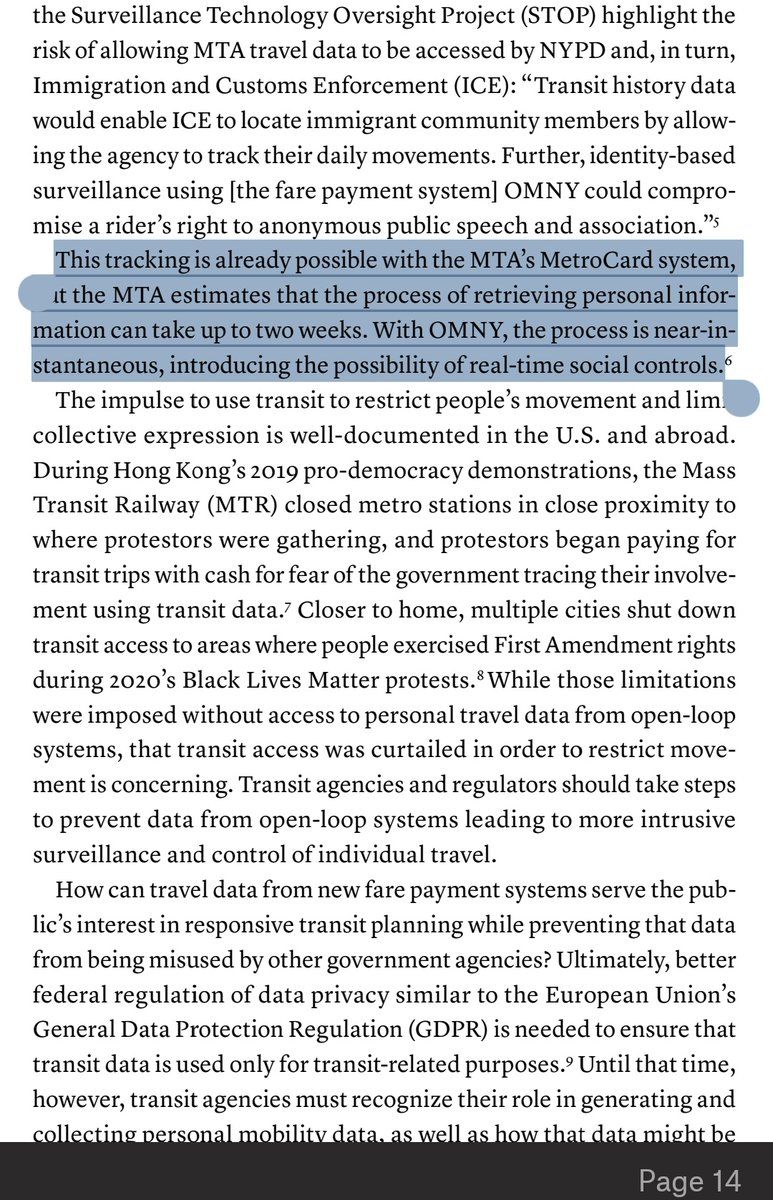 the Surveillance Technology Oversight Project (STOP) highlight the
risk of allowing MTA travel data to be accessed by NYPD and, in turn,
Immigration and Customs Enforcement (ICE): “Transit history data
would enable ICE to locate immigrant community members by allow-
ing the agency to track their daily movements. Further, identity-based
surveillance using [the fare payment system] OMNY could compro-
mise a rider’s right to anonymous public speech and association.”⁵
This tracking is already possible with the MTA’s MetroCard system,
the MTA estimates that the process of retrieving personal infor-
mation can take up to two weeks. With OMNY, the process is near-in-
stantaneous, introducing the possibility of real-time social controls.⁶
The impulse to use transit to restrict people’s movement and
collective expression is well-documented in the U.S. and abroad.
During Hong Kong’s 2019 pro-democracy demonstrations, the Mass
Transit Railway (MTR) closed metro stations in close proximity to
where protestors were gathering, and protestors began paying for
transit trips with cash for fear of the government tracing their involve-
ment using transit data.⁷ Closer to home, multiple cities shut down
transit access to areas where people exercised First Amendment rights
during 2020’s Black Lives Matter protests.⁸ While those limitations
were imposed without access to personal travel data from open-loop
systems, that transit access was curtailed in order to restrict move-
ment is concerning. Transit agencies and regulators should take steps
to prevent data from open-loop systems leading to more intrusive
surveillance and control of individual travel.
How can travel data from new fare payment systems serve the pub-
lic’s interest in responsive transit planning while preventing that data
from being misused by other government agencies? Ultimately, better
federal regulation of data privacy similar to the European Union’s
General Data Protection Regulation (GDPR) is needed to ensure that
transit data is used only for transit-related purposes.⁹ Until that time,
however, transit agencies must recognize their role in generating and
collecting personal mobility data, as well as how that data might be
Page 14